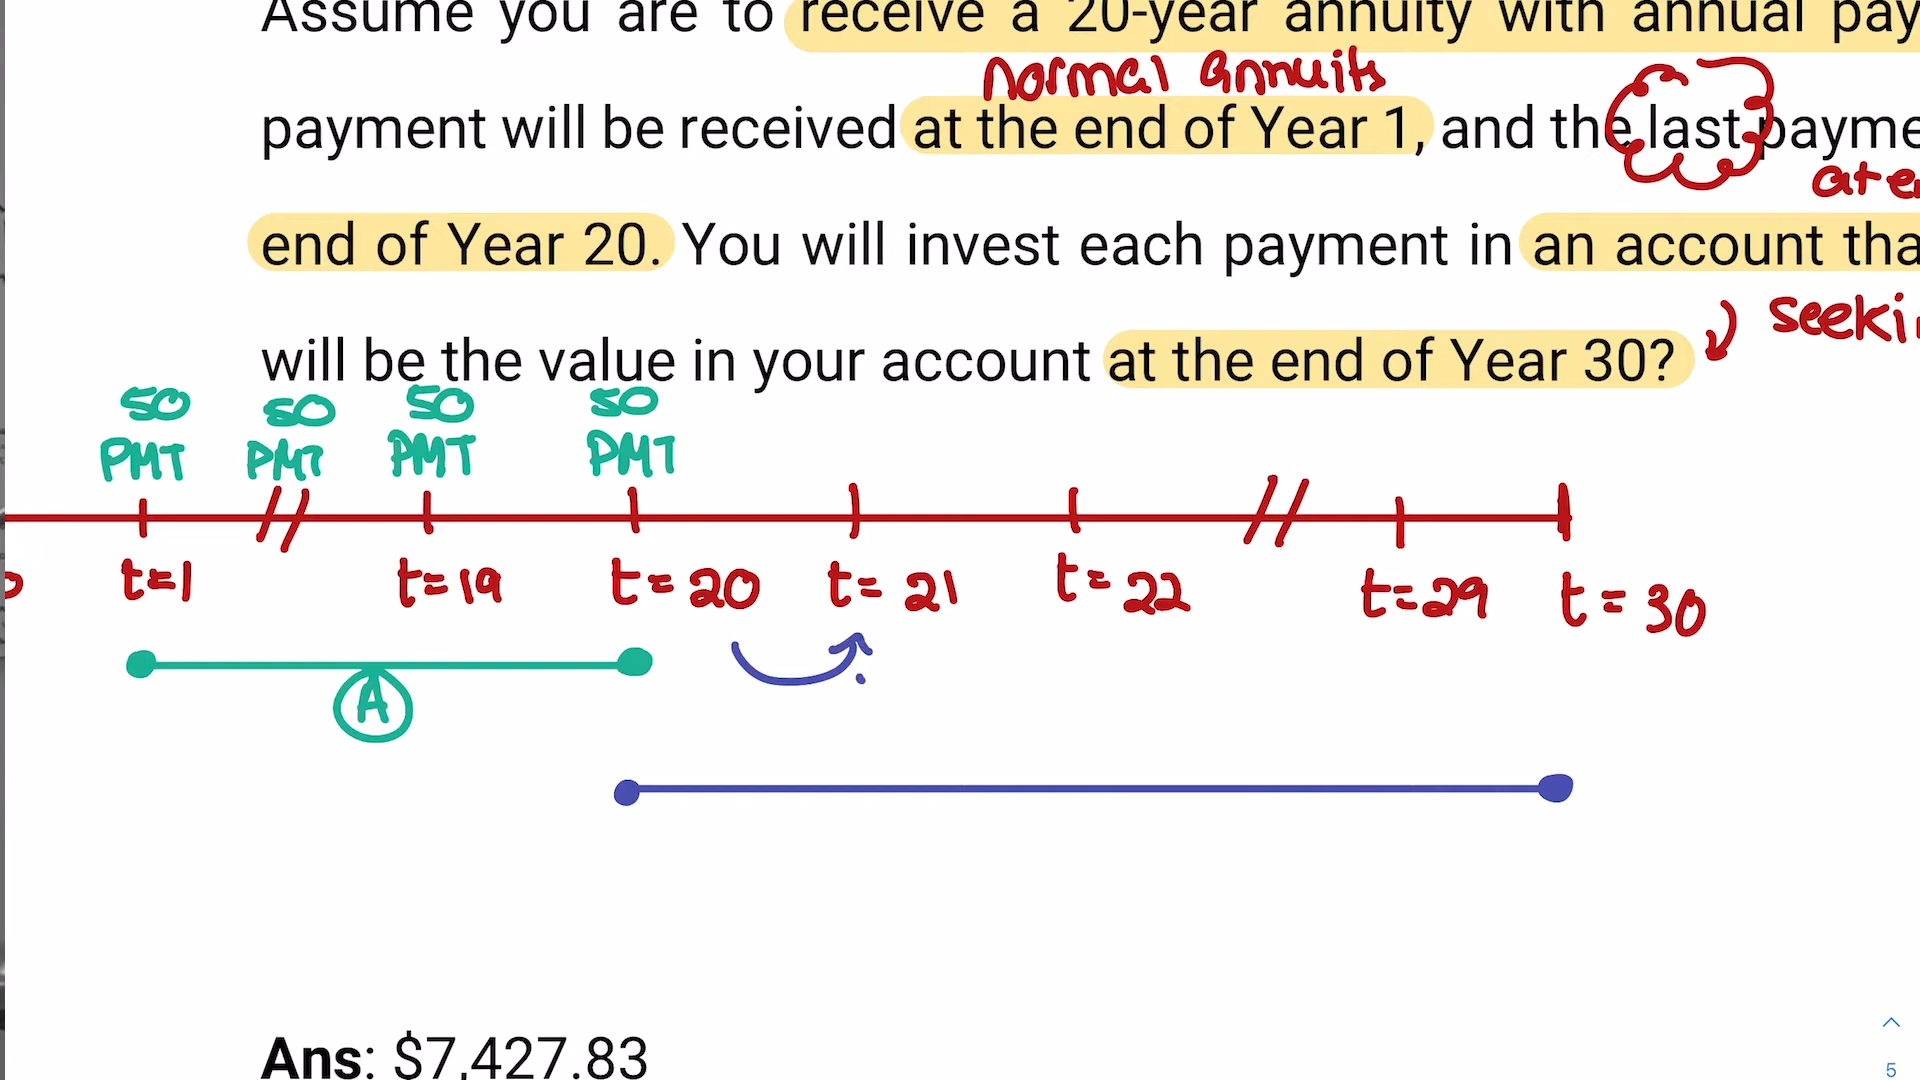 Assume you are to receive a 20-year annuity with annual pay
normal annuity
payment will be received at the end of Year 1, and the last payme
at e
end of Year 20. You will invest each payment in an account tha
seeki
will be the value in your account at the end of Year 30?
50 50 50 50
PMT PMT PMT PMT
t=1 t=19 t=20 t=21 t=22 t=29 t=30
A
Ans: $7,427.83
5